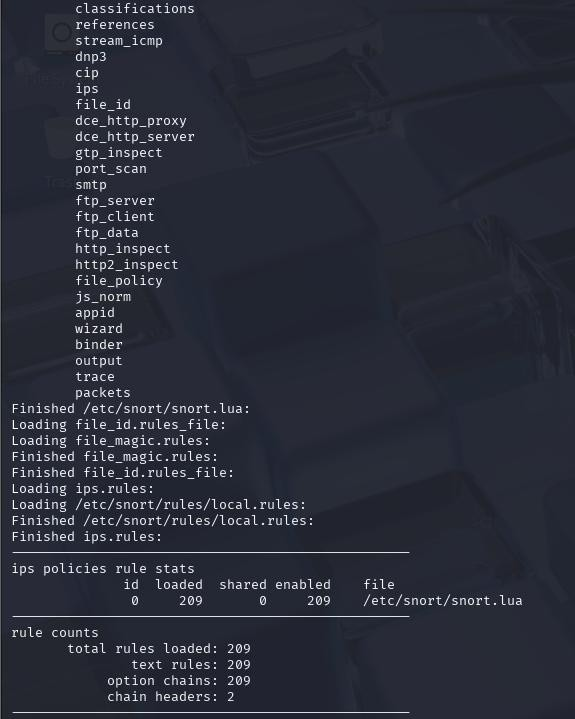 classifications
references
stream_icmp
dnp3
cip
ips
file_id
dce_http_proxy
dce_http_server
gtp_inspect
port_scan
smtp
ftp_server
ftp_client
ftp_data
http_inspect
http2_inspect
file_policy
js_norm
appid
wizard
binder
output
trace
packets
Finished /etc/snort/snort.lua:
Loading file_id.rules_file:
Loading file_magic.rules:
Finished file_magic.rules:
Finished file_id.rules_file:
Loading ips.rules:
Loading /etc/snort/rules/local.rules:
Finished /etc/snort/rules/local.rules:
Finished ips.rules:
ips policies rule stats
id loaded shared enabled file
0 209 0 209 /etc/snort/snort.lua
rule counts
total rules loaded: 209
text rules: 209
option chains: 209
chain headers: 2